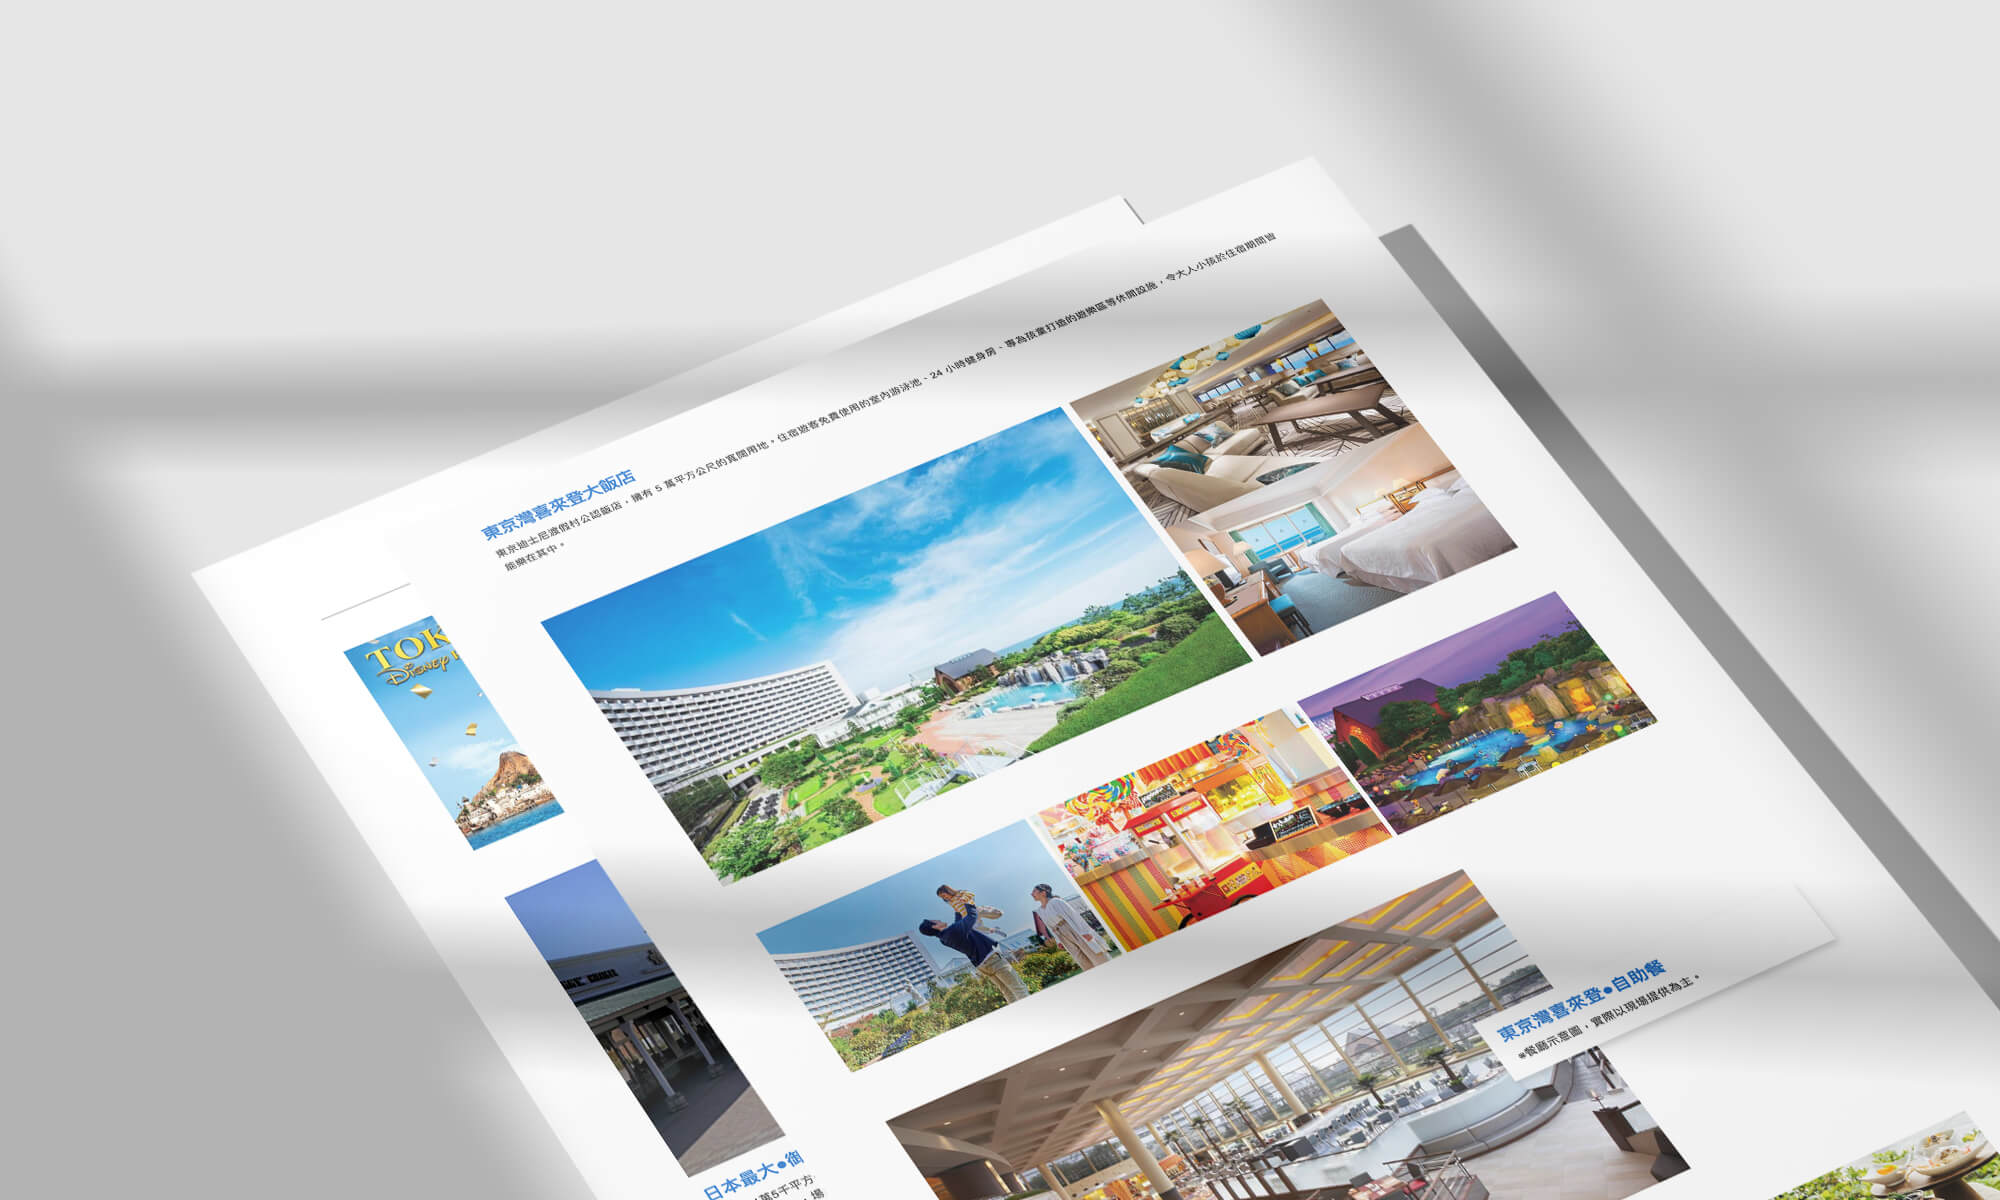 東京灣喜來登大飯店
東京迪士尼渡假村公認飯店，擁有 5 萬平方公尺的寬闊用地。住宿遊客免費使用的室內游泳池、24 小時健身房、專為孩童打造的遊樂區等休閒設施，令大人小孩於住宿期間皆
能樂在其中。
TOK
Disney
東京灣喜來登●自助餐
※餐廳示意圖，實際以現場提供為主。
日本最大●御
萬5千平方
場